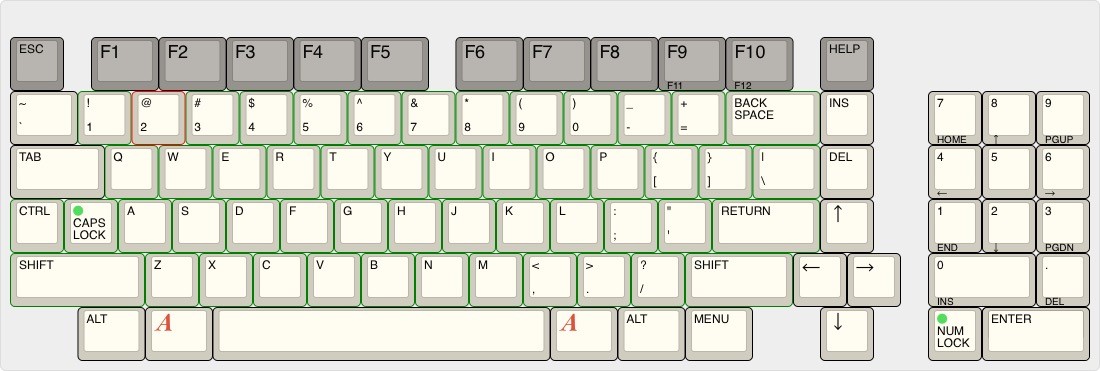 ESC F1 F2 F3 F4 F5 F6 F7 F8 F9 F10 HELP
F11 F12
~ ! @ # $ % ^ & * ( ) _ + BACK INS 7 8 9
SPACE
` 1 2 3 4 5 6 7 8 9 0 - =
HOME ↑ PGUP
TAB Q W E R T Y U I O P { } | DEL 4 5 6
[ ] \
← →
CTRL CAPS A S D F G H J K L : " RETURN ↑ 1 2 3
LOCK ; '
END ↓ PGDN
SHIFT Z X C V B N M < > ? SHIFT ← → 0 .
, . /
INS DEL
ALT A A ALT MENU ↓ NUM ENTER
LOCK